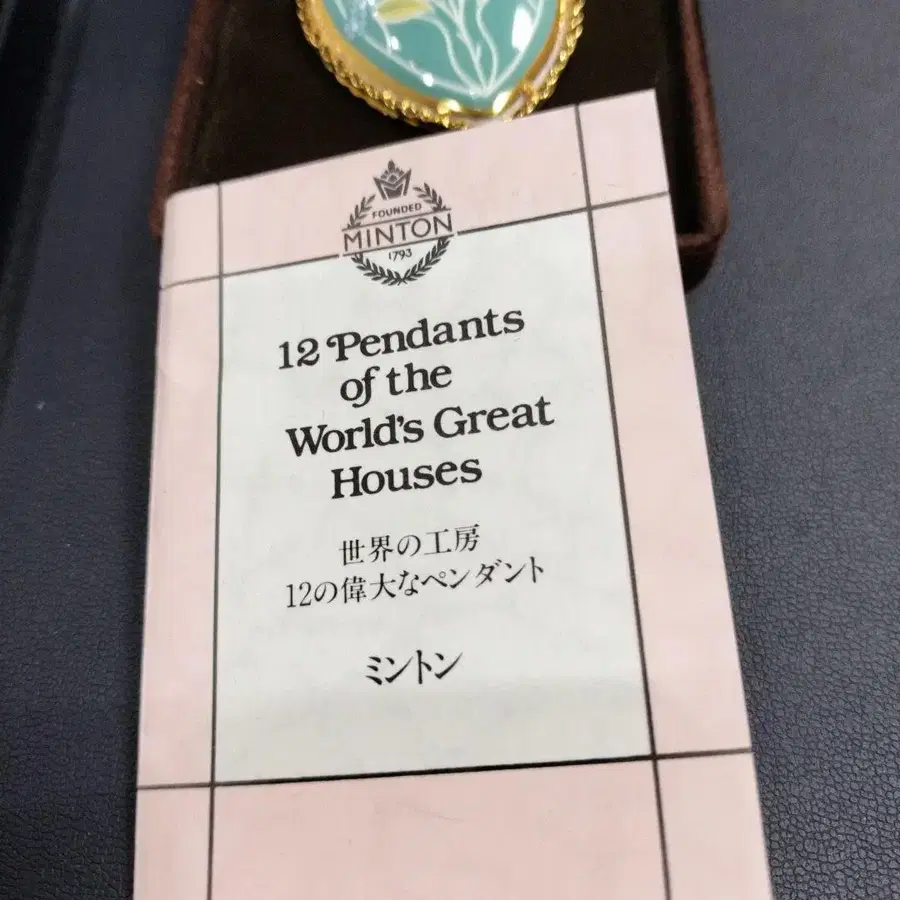 FOUNDED
MINTON
1793
12 Pendants
of the
World's Great
Houses
世界の工房
12の偉大なペンダント
ミントン